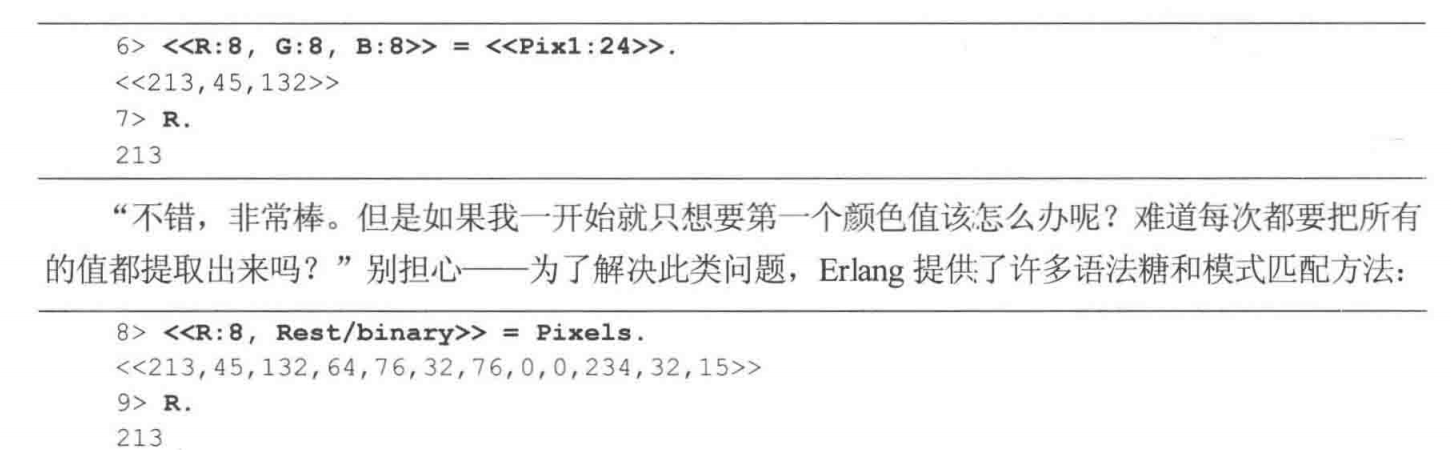 6> <<R:8, G:8, B:8>> = <<Pix1:24>>.
<<213,45,132>>
7> R.
213
“不错，非常棒。但是如果我一开始就只想要第一个颜色值该怎么办呢？难道每次都要把所有
的值都提取出来吗？”别担心——为了解决此类问题，Erlang 提供了许多语法糖和模式匹配方法：
8> <<R:8, Rest/binary>> = Pixels.
<<213,45,132,64,76,32,76,0,0,234,32,15>>
9> R.
213